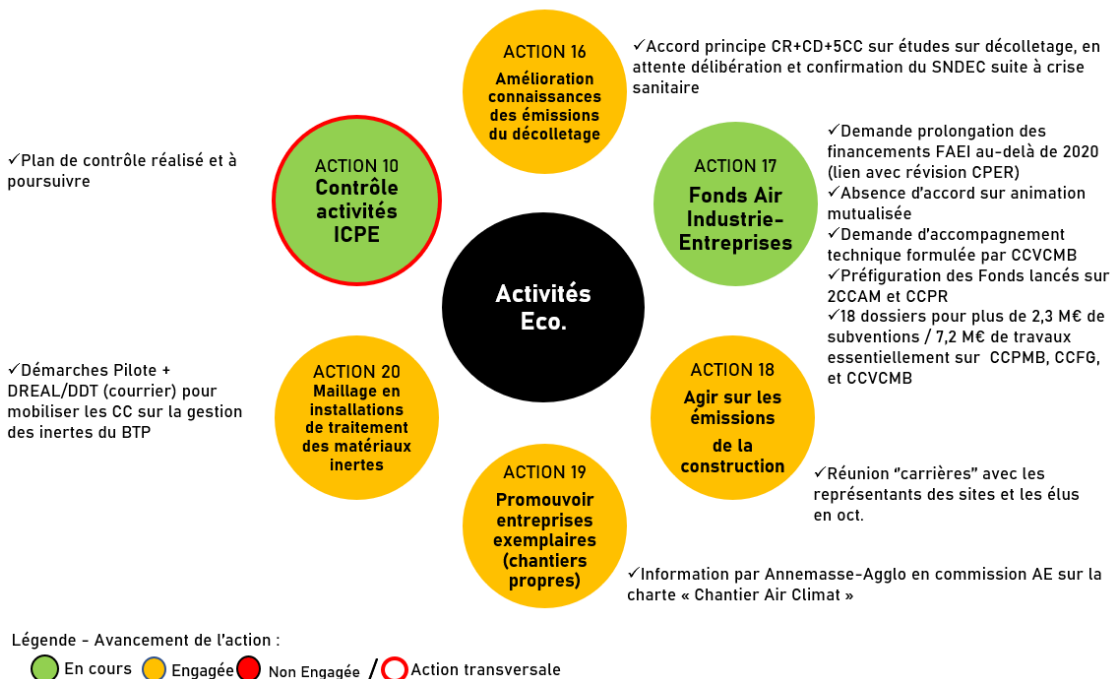 ACTION 16
Amélioration
connaissances
des émissions
du décolletage
✓Accord principe CR+CD+5CC sur études sur décolletage, en
attente délibération et confirmation du SNDEC suite à crise
sanitaire
✓Plan de contrôle réalisé et à
poursuivre
ACTION 10
Contrôle
activités
ICPE
ACTION 17
Fonds Air
Industrie-
Entreprises
✓Demande prolongation des
financements FAEI au-delà de 2020
(lien avec révision CPER)
✓Absence d'accord sur animation
mutualisée
✓Demande d'accompagnement
technique formulée par CCVCMB
✓Préfiguration des Fonds lancés sur
2CCAM et CCPR
✓18 dossiers pour plus de 2,3 M€ de
subventions / 7,2 M€ de travaux
essentiellement sur CCPMB, CCFG,
et CCVCMB
Activités
Eco.
✓Démarches Pilote +
DREAL/DDT (courrier) pour
mobiliser les CC sur la gestion
des inertes du BTP
ACTION 20
Maillage en
installations
de traitement
des matériaux
inertes
ACTION 18
Agir sur les
émissions
de la
construction
✓Réunion "carrières" avec les
représentants des sites et les élus
en oct.
ACTION 19
Promouvoir
entreprises
exemplaires
(chantiers
propres)
✓Information par Annemasse-Agglo en commission AE sur la
charte « Chantier Air Climat »
Légende - Avancement de l'action :
En cours Engagée Non Engagée / Action transversale